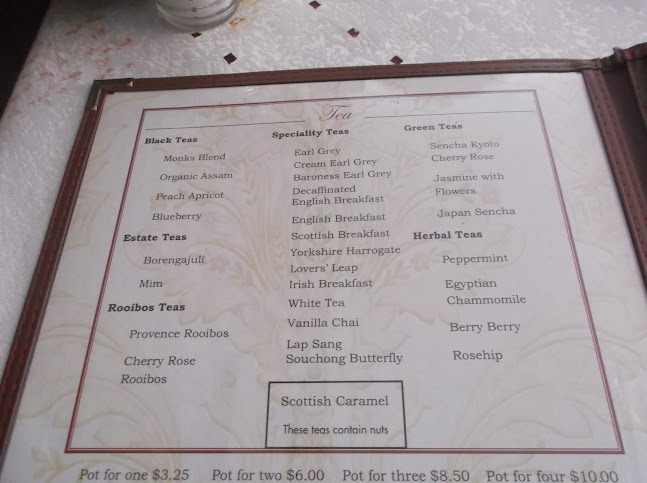 Tea
Black Teas
Monks Blend
Organic Assam
Peach Apricot
Blueberry
Estate Teas
Borengajuli
Mim
Rooibos Teas
Provence Rooibos
Cherry Rose
Rooibos
Speciality Teas
Earl Grey
Cream Earl Grey
Baroness Earl Grey
Decaffinated
English Breakfast
English Breakfast
Scottish Breakfast
Yorkshire Harrogate
Lovers' Leap
Irish Breakfast
White Tea
Vanilla Chai
Lap Sang
Souchong Butterfly
Scottish Caramel
These teas contain nuts
Green Teas
Sencha Kyoto
Cherry Rose
Jasmine with
Flowers
Japan Sencha
Herbal Teas
Peppermint
Egyptian
Chammomile
Berry Berry
Rosehip
Pot for one $3.25 Pot for two $6.00 Pot for three $8.50 Pot for four $10.00